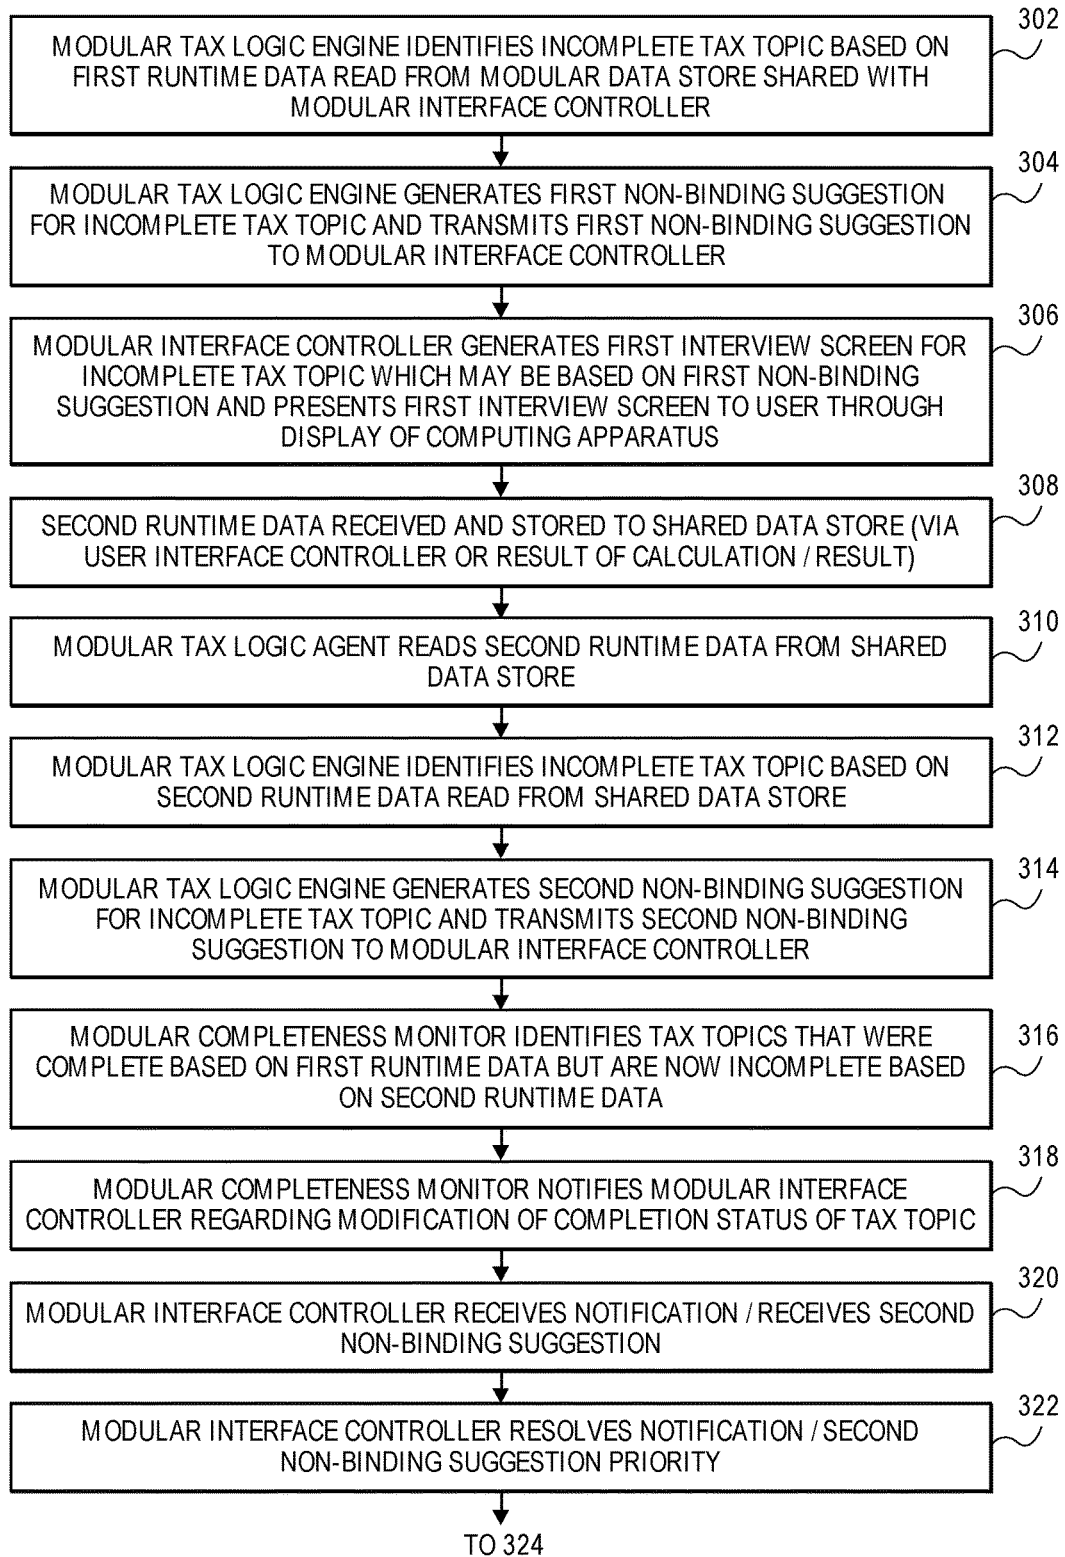 302
MODULAR TAX LOGIC ENGINE IDENTIFIES INCOMPLETE TAX TOPIC BASED ON
FIRST RUNTIME DATA READ FROM MODULAR DATA STORE SHARED WITH
MODULAR INTERFACE CONTROLLER
304
MODULAR TAX LOGIC ENGINE GENERATES FIRST NON-BINDING SUGGESTION
FOR INCOMPLETE TAX TOPIC AND TRANSMITS FIRST NON-BINDING SUGGESTION
TO MODULAR INTERFACE CONTROLLER
306
MODULAR INTERFACE CONTROLLER GENERATES FIRST INTERVIEW SCREEN FOR
INCOMPLETE TAX TOPIC WHICH MAY BE BASED ON FIRST NON-BINDING
SUGGESTION AND PRESENTS FIRST INTERVIEW SCREEN TO USER THROUGH
DISPLAY OF COMPUTING APPARATUS
308
SECOND RUNTIME DATA RECEIVED AND STORED TO SHARED DATA STORE (VIA
USER INTERFACE CONTROLLER OR RESULT OF CALCULATION / RESULT)
310
MODULAR TAX LOGIC AGENT READS SECOND RUNTIME DATA FROM SHARED
DATA STORE
312
MODULAR TAX LOGIC ENGINE IDENTIFIES INCOMPLETE TAX TOPIC BASED ON
SECOND RUNTIME DATA READ FROM SHARED DATA STORE
314
MODULAR TAX LOGIC ENGINE GENERATES SECOND NON-BINDING SUGGESTION
FOR INCOMPLETE TAX TOPIC AND TRANSMITS SECOND NON-BINDING
SUGGESTION TO MODULAR INTERFACE CONTROLLER
316
MODULAR COMPLETENESS MONITOR IDENTIFIES TAX TOPICS THAT WERE
COMPLETE BASED ON FIRST RUNTIME DATA BUT ARE NOW INCOMPLETE BASED
ON SECOND RUNTIME DATA
318
MODULAR COMPLETENESS MONITOR NOTIFIES MODULAR INTERFACE
CONTROLLER REGARDING MODIFICATION OF COMPLETION STATUS OF TAX TOPIC
320
MODULAR INTERFACE CONTROLLER RECEIVES NOTIFICATION / RECEIVES SECOND
NON-BINDING SUGGESTION
322
MODULAR INTERFACE CONTROLLER RESOLVES NOTIFICATION / SECOND
NON-BINDING SUGGESTION PRIORITY
TO 324